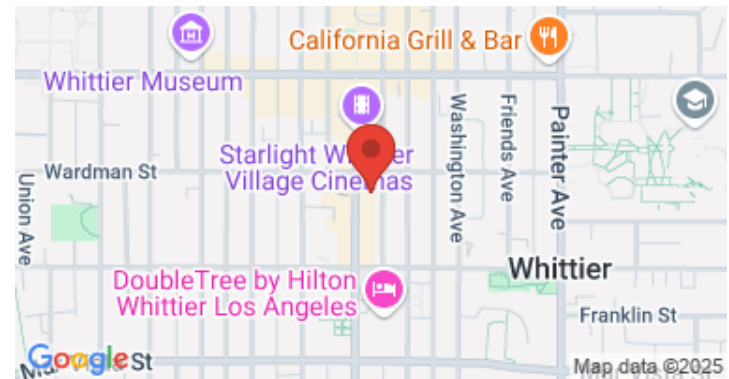 California Grill & Bar
Whittier Museum
Starlight Whittier
Village Cinemas
Wardman St
Union Ave
Washington Ave
Friends Ave
Painter Ave
Whittier
DoubleTree by Hilton
Whittier Los Angeles
Franklin St
Google
St
Map data ©2025